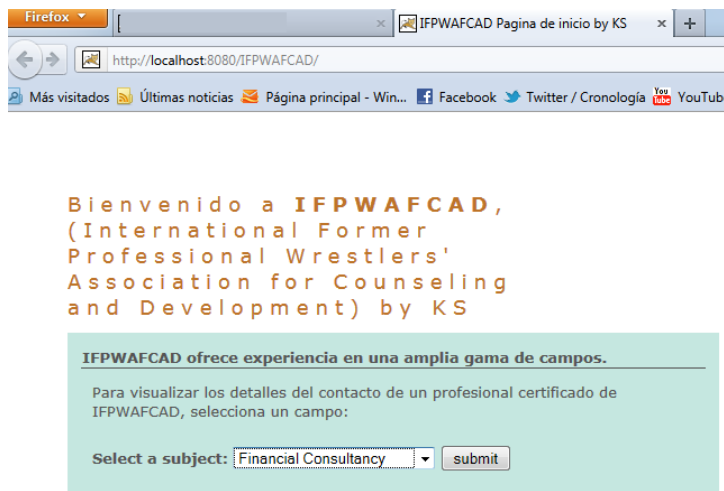 Firefox
[
IFPWAFCAD Pagina de inicio by KS
http://localhost:8080/IFPWAFCAD/
Más visitados Últimas noticias Página principal - Win... Facebook Twitter / Cronología You Tube YouTub
Bienvenido a IFPWAFCAD,
(International Former
Professional Wrestlers'
Association for Counseling
and Development) by KS
IFPWAFCAD ofrece experiencia en una amplia gama de campos.
Para visualizar los detalles del contacto de un profesional certificado de
IFPWAFCAD, selecciona un campo:
Select a subject: Financial Consultancy submit